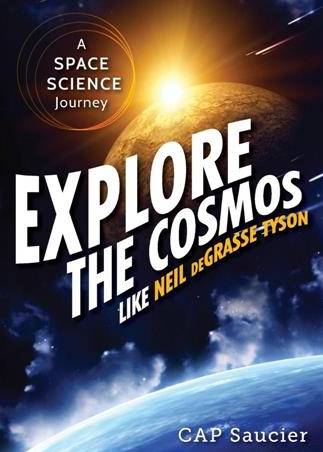 A
SPACE
SCIENCE
Journey
EXPLORE
THE COSMOS
LIKE NEIL DEGRASSE TYSON
CAP Saucier